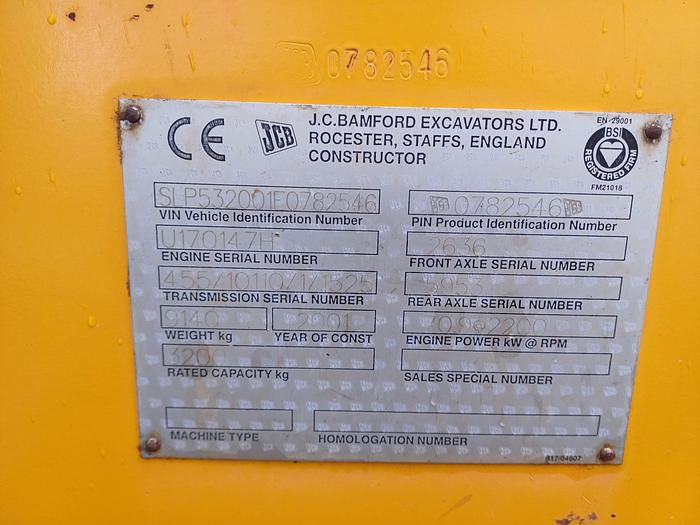 JCB 0782546
CE JCB J.C.BAMFORD EXCAVATORS LTD.
ROCESTER, STAFFS, ENGLAND
CONSTRUCTOR
EN 29001
BSI
REGISTERED FIRM
FM21018
SLP532001E0782546
VIN Vehicle Identification Number
JCB 0782546 JCB
PIN Product Identification Number
U170147H
ENGINE SERIAL NUMBER
2636
FRONT AXLE SERIAL NUMBER
455/10110/1/1525
TRANSMISSION SERIAL NUMBER
REAR AXLE SERIAL NUMBER
9140
WEIGHT kg
2001
YEAR OF CONST
ENGINE POWER kW @ RPM
3200
RATED CAPACITY kg
SALES SPECIAL NUMBER
MACHINE TYPE
HOMOLOGATION NUMBER
817/04607